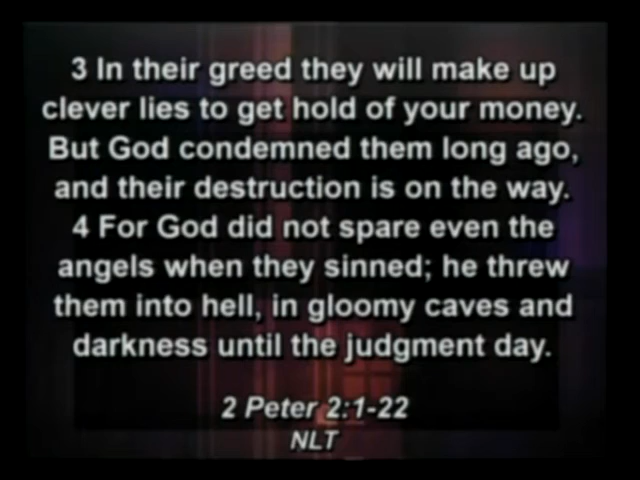 3 In their greed they will make up
clever lies to get hold of your money.
But God condemned them long ago,
and their destruction is on the way.
4 For God did not spare even the
angels when they sinned; he threw
them into hell, in gloomy caves and
darkness until the judgment day.
2 Peter 2:1-22
NLT